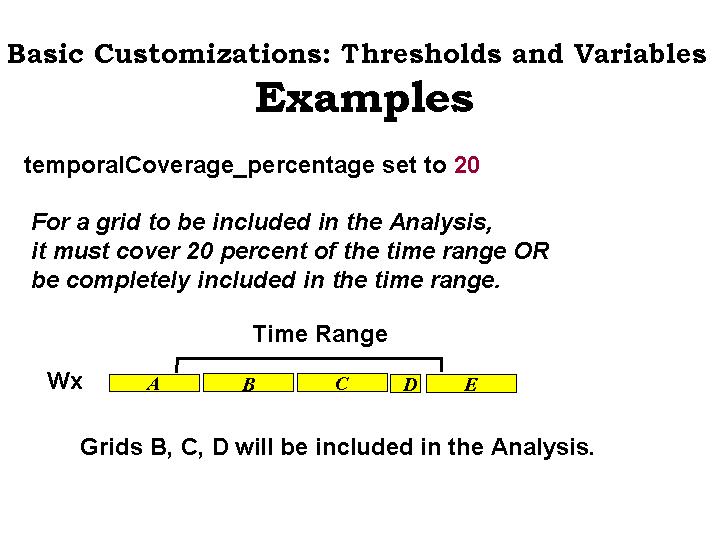 Basic Customizations: Thresholds and Variables
Examples
temporal.Coverage_percentage set to 20
For a grid to be included in the Analysis,
it must cover 20 percent of the time range OR
be completely included in the time range.
Time Range
Wx A B C D E
Grids B, C, D will be included in the Analysis.